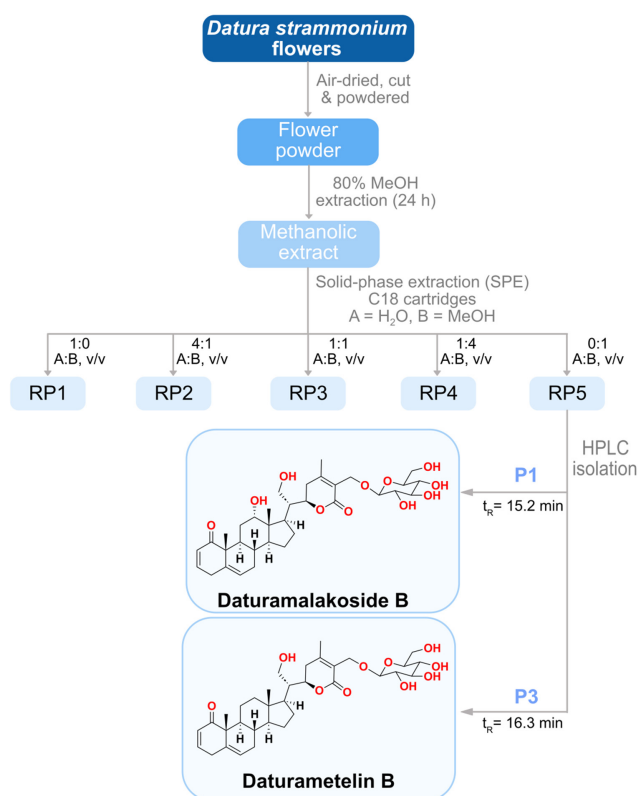 Datura strammonium
flowers
Air-dried, cut
& powdered
Flower
powder
80% MeOH
extraction (24 h)
Methanolic
extract
Solid-phase extraction (SPE)
C18 cartridges
A = H₂O, B = MeOH
1:0
A:B, v/v
4:1
A:B, v/v
1:1
A:B, v/v
1:4
A:B, v/v
0:1
A:B, v/v
RP1
RP2
RP3
RP4
RP5
HPLC
isolation
P1
t_R= 15.2 min
OH
OH
O
H
H
H
O
O
O
O
OH
OH
OH
OH
Daturamalakoside B
P3
t_R= 16.3 min
OH
O
H
H
H
O
O
O
O
OH
OH
OH
OH
Daturametelin B